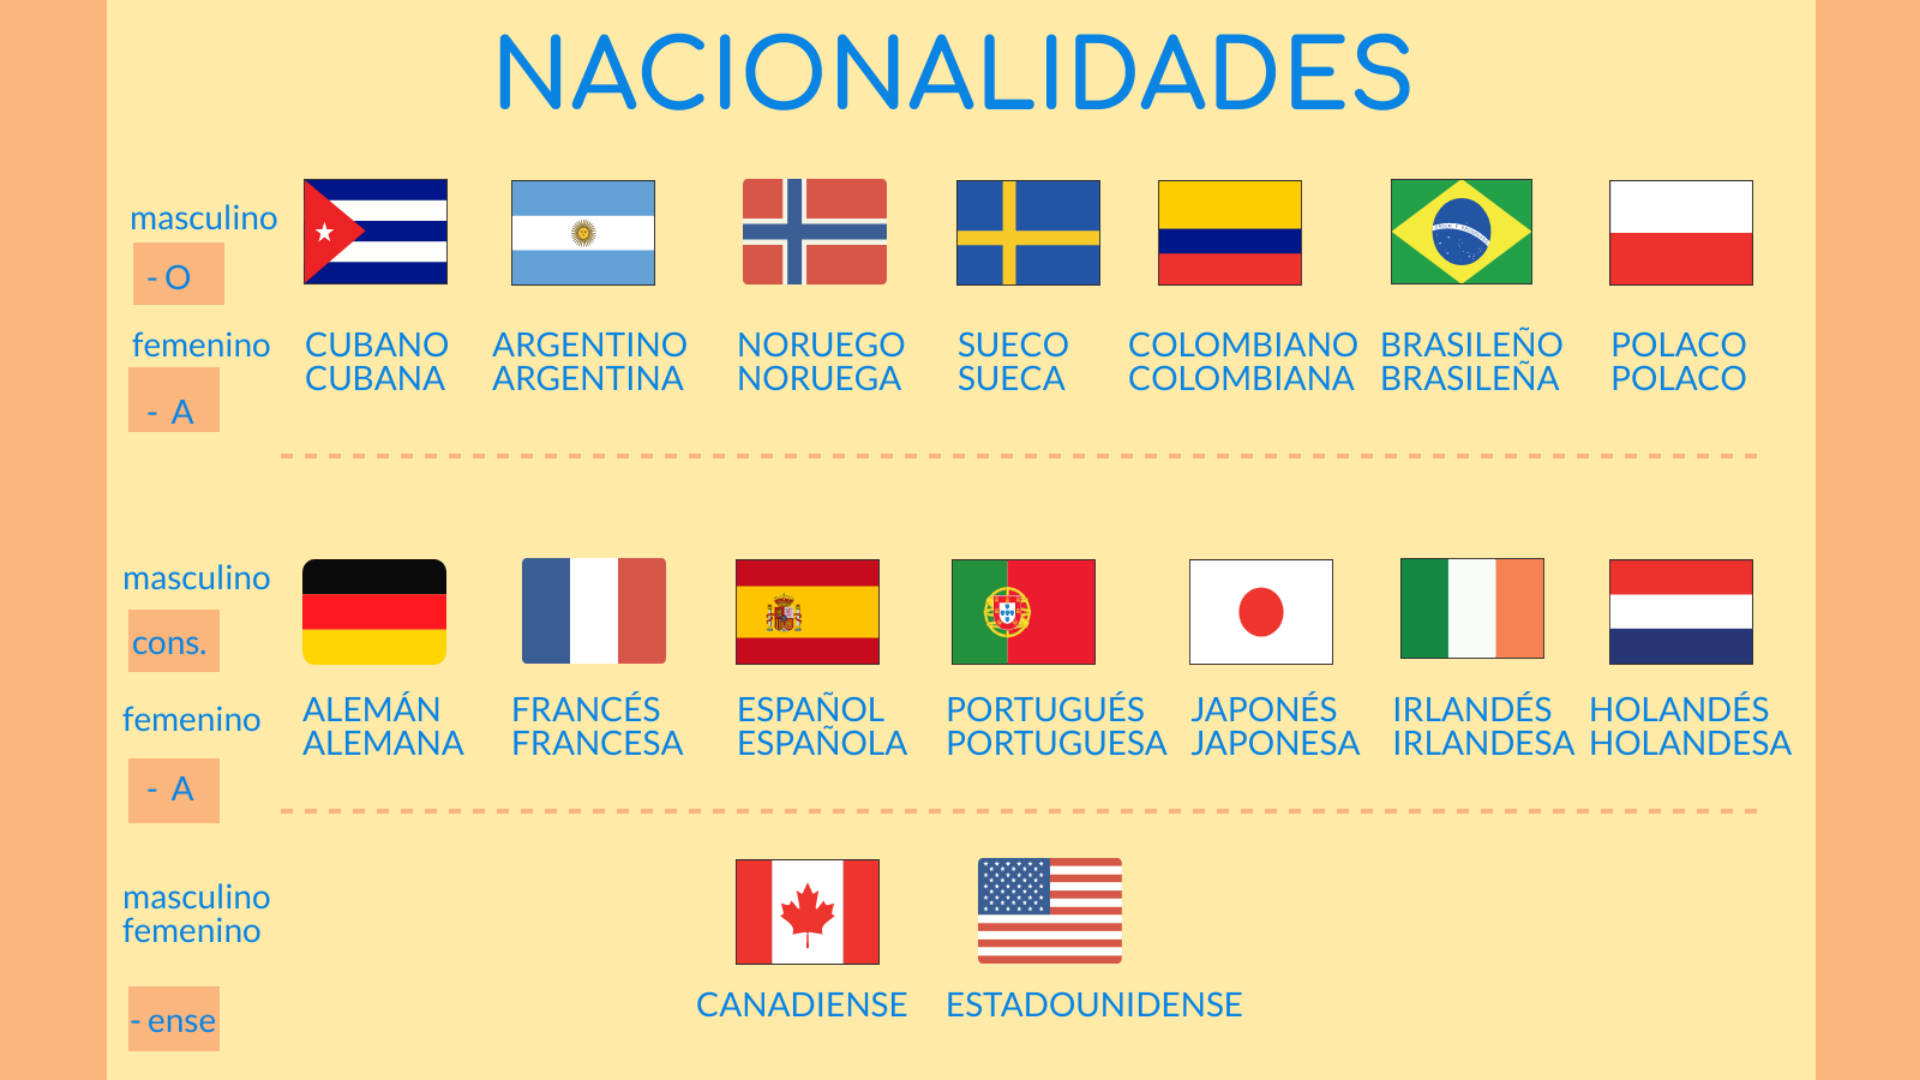 NACIONALIDADES
masculino
- O
femenino
- A
CUBANO
CUBANA
ARGENTINO
ARGENTINA
NORUEGO
NORUEGA
SUECO
SUECA
COLOMBIANO
COLOMBIANA
BRASILEÑO
BRASILEÑA
POLACO
POLACO
masculino
cons.
femenino
- A
ALEMÁN
ALEMANA
FRANCÉS
FRANCESA
ESPAÑOL
ESPAÑOLA
PORTUGUÉS
PORTUGUESA
JAPONÉS
JAPONESA
IRLANDÉS
IRLANDESA
HOLANDÉS
HOLANDESA
masculino
femenino
- ense
CANADIENSE
ESTADOUNIDENSE